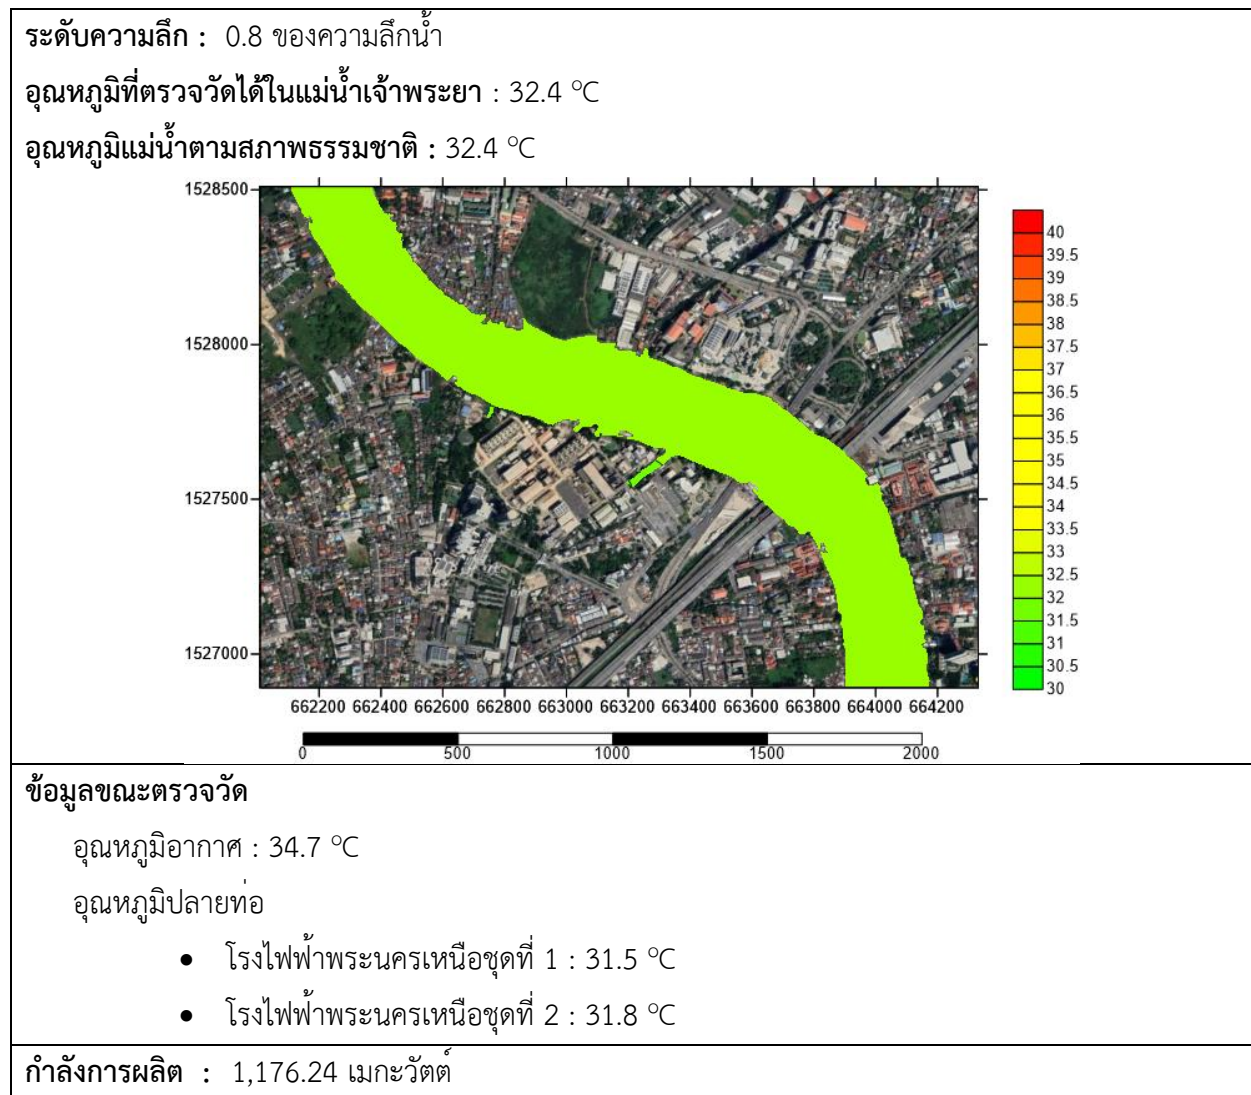 ระดับความลึก : 0.8 ของความลึกน้ำ
อุณหภูมิที่ตรวจวัดได้ในแม่น้ำเจ้าพระยา : 32.4 °C
อุณหภูมิแม่น้ำตามสภาพธรรมชาติ : 32.4 °C
1528500
1528000
1527500
1527000
662200 662400 662600 662800 663000 663200 663400 663600 663800 664000 664200
0 500 1000 1500 2000
40
39.5
39
38.5
38
37.5
37
36.5
36
35.5
35
34.5
34
33.5
33
32.5
32
31.5
31
30.5
30
ข้อมูลขณะตรวจวัด
อุณหภูมิอากาศ : 34.7 °C
อุณหภูมิปลายท่อ
• โรงไฟฟ้าพระนครเหนือชุดที่ 1 : 31.5 °C
• โรงไฟฟ้าพระนครเหนือชุดที่ 2 : 31.8 °C
กำลังการผลิต : 1,176.24 เมกะวัตต์